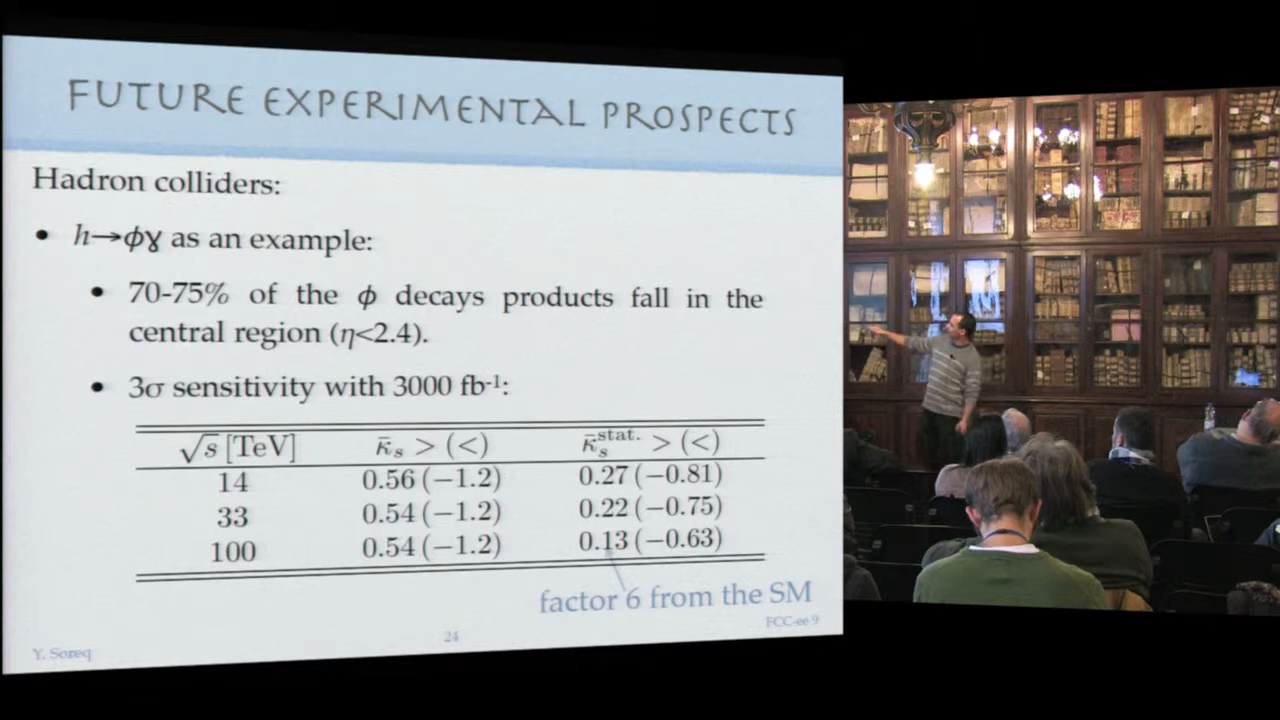 FUTURE EXPERIMENTAL PROSPECTS
Hadron colliders:
• h→ϕγ as an example:
• 70-75% of the ϕ decays products fall in the
central region (η<2.4).
• 3σ sensitivity with 3000 fb⁻¹:
√s [TeV] κ̄ₛ > (<) κ̄ₛ^stat. > (<)
14 0.56 (−1.2) 0.27 (−0.81)
33 0.54 (−1.2) 0.22 (−0.75)
100 0.54 (−1.2) 0.13 (−0.63)
factor 6 from the SM
Y. Soreq 24 FCC-ee 9